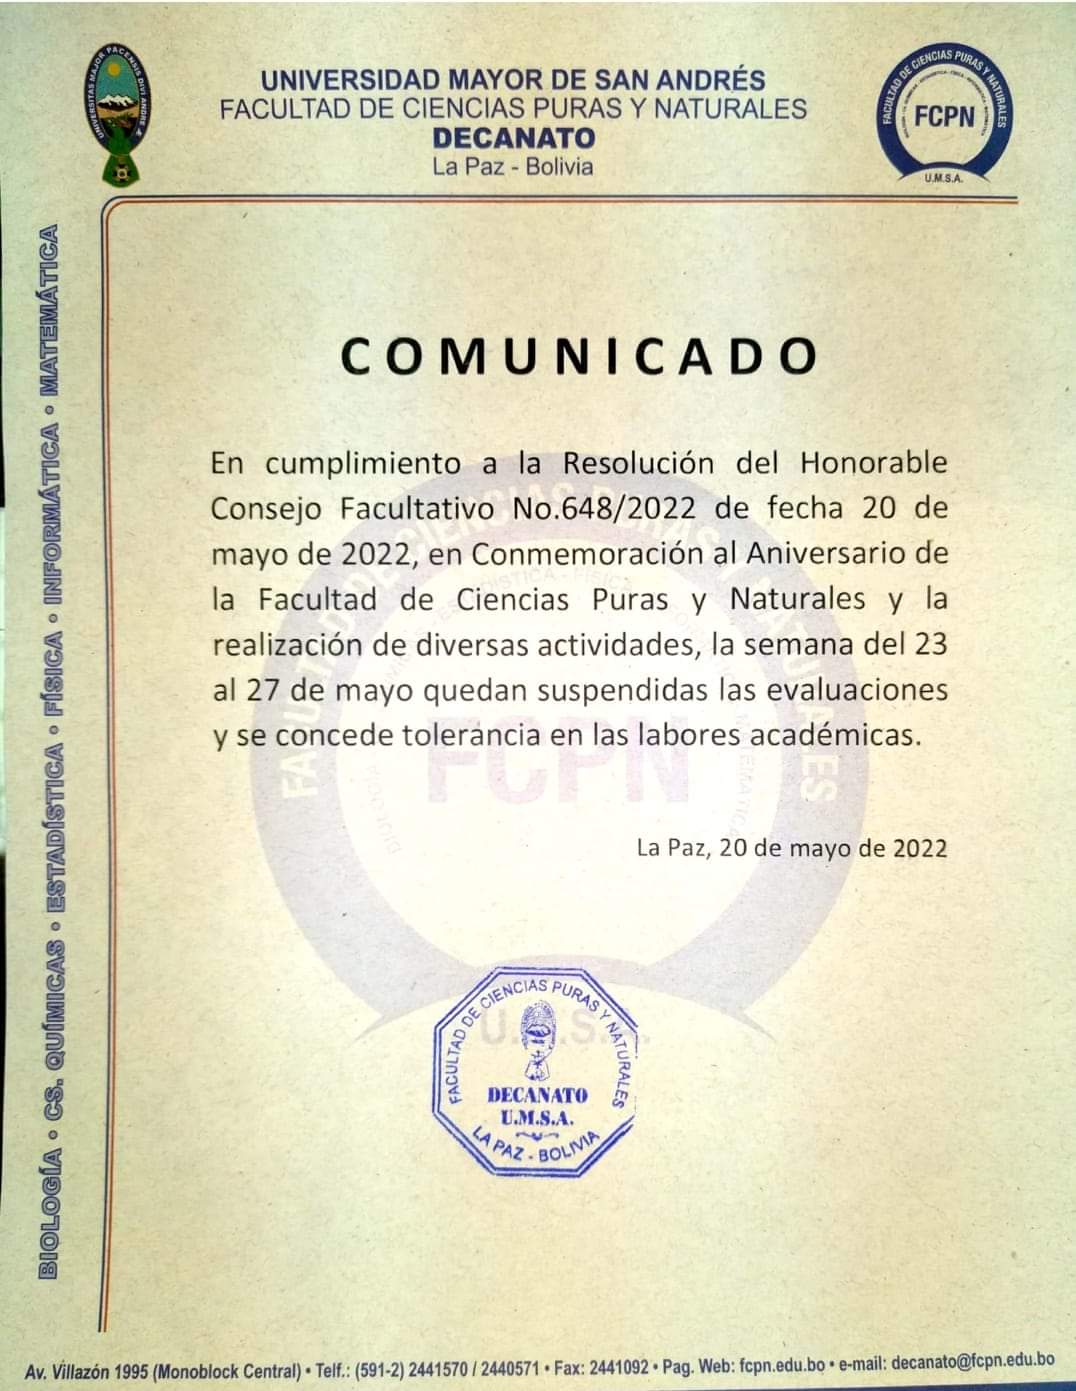 UNIVERSITAS MAJOR PACENSIS DIVI ANDRE Æ
UNIVERSIDAD MAYOR DE SAN ANDRÉS
FACULTAD DE CIENCIAS PURAS Y NATURALES
DECANATO
La Paz - Bolivia
FACULTAD DE CIENCIAS PURAS Y NATURALES
FCPN
U.M.S.A.
BIOLOGÍA • CS. QUÍMICAS • ESTADÍSTICA • FÍSICA • INFORMÁTICA • MATEMÁTICA
COMUNICADO
En cumplimiento a la Resolución del Honorable
Consejo Facultativo No.648/2022 de fecha 20 de
mayo de 2022, en Conmemoración al Aniversario de
la Facultad de Ciencias Puras y Naturales y la
realización de diversas actividades, la semana del 23
al 27 de mayo quedan suspendidas las evaluaciones
y se concede tolerancia en las labores académicas.
FCPN
La Paz, 20 de mayo de 2022
FACULTAD DE CIENCIAS PURAS Y NATURALES
DECANATO
U.M.S.A.
LA PAZ - BOLIVIA
Av. Villazón 1995 (Monoblock Central) • Telf.: (591-2) 2441570 / 2440571 • Fax: 2441092 • Pag. Web: fcpn.edu.bo • e-mail: decanato@fcpn.edu.bo